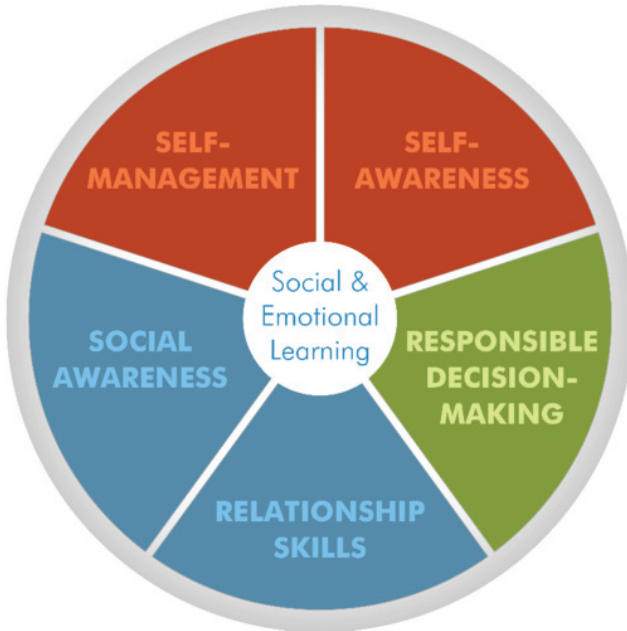 SELF-
MANAGEMENT
SELF-
AWARENESS
Social &
Emotional
Learning
SOCIAL
AWARENESS
RESPONSIBLE
DECISION-
MAKING
RELATIONSHIP
SKILLS